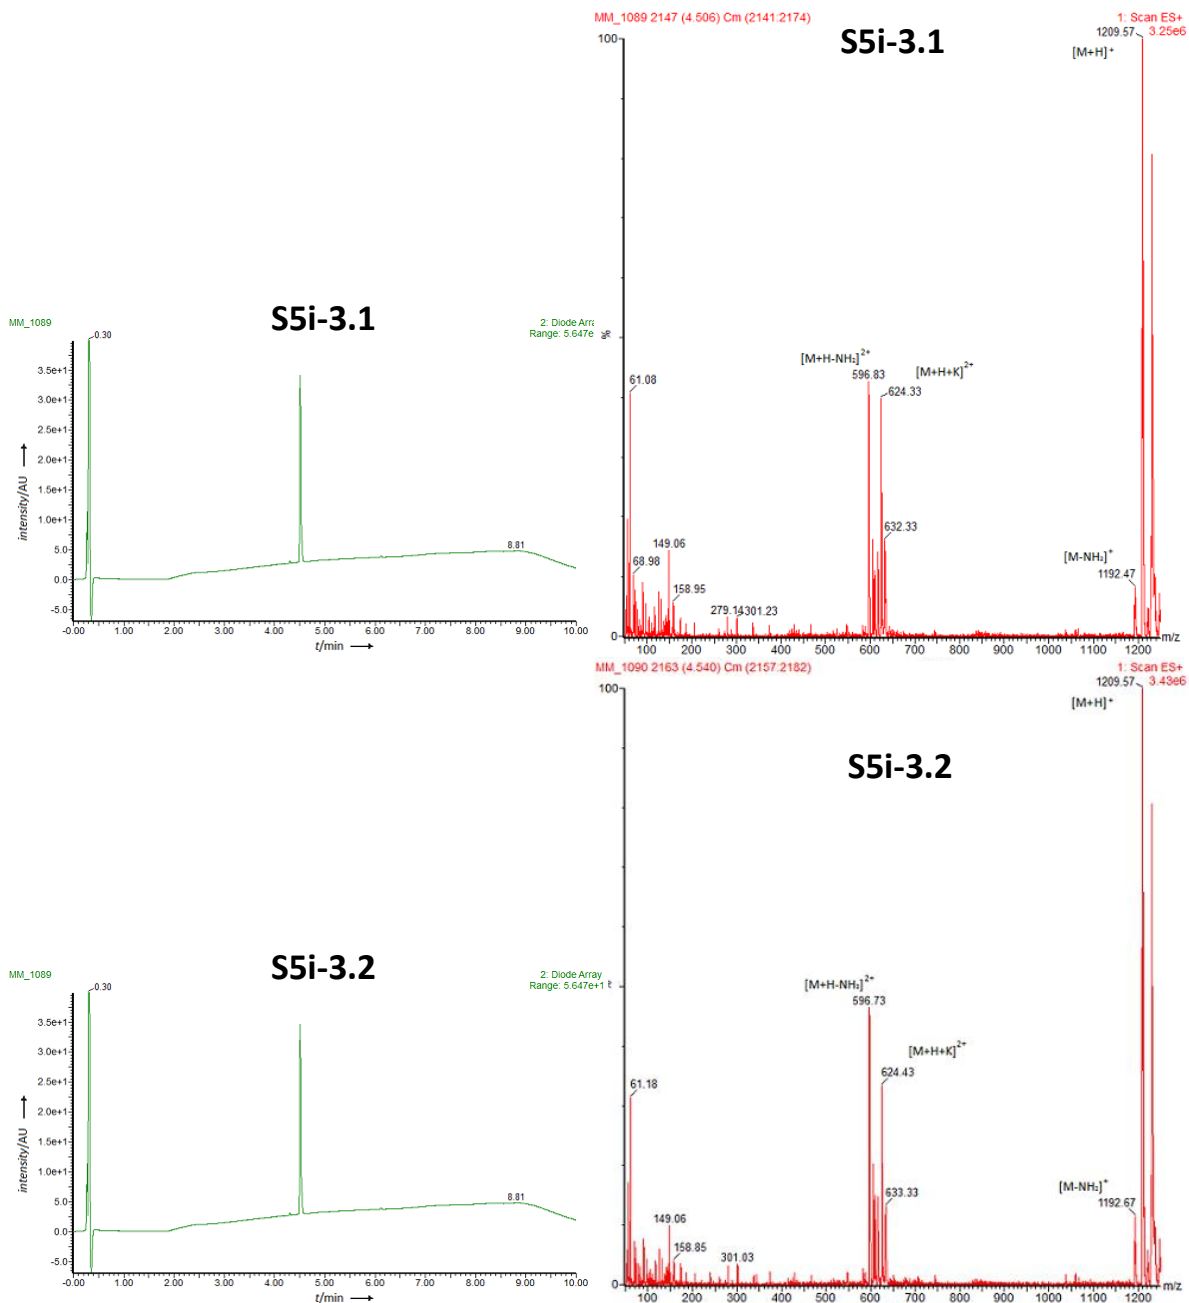 MM_1089 2147 (4.506) Cm (2141:2174)
1: Scan ES+
3.25e6
S5i-3.1
1209.57
[M+H]⁺
100
%
0
[M+H-NH₂]²⁺
596.83
[M+H+K]²⁺
624.33
61.08
632.33
149.06
68.98
158.95
279.14
301.23
[M-NH₂]⁺
1192.47
100 200 300 400 500 600 700 800 900 1000 1100 1200 m/z
MM_1089
S5i-3.1
2: Diode Arra
Range: 5.647e
0.30
3.5e+1
3.0e+1
2.5e+1
2.0e+1
1.5e+1
1.0e+1
5.0
0.0
-5.0
intensity/AU
8.81
-0.00 1.00 2.00 3.00 4.00 5.00 6.00 7.00 8.00 9.00 10.00
t/min
MM_1090 2163 (4.540) Cm (2157:2182)
1: Scan ES+
3.43e6
S5i-3.2
1209.57
[M+H]⁺
100
0
[M+H-NH₂]²⁺
596.73
[M+H+K]²⁺
624.43
61.18
633.33
149.06
158.85
301.03
[M-NH₂]⁺
1192.67
100 200 300 400 500 600 700 800 900 1000 1100 1200 m/z
MM_1089
S5i-3.2
2: Diode Array
Range: 5.647e+1
0.30
3.5e+1
3.0e+1
2.5e+1
2.0e+1
1.5e+1
1.0e+1
5.0
0.0
-5.0
intensity/AU
8.81
-0.00 1.00 2.00 3.00 4.00 5.00 6.00 7.00 8.00 9.00 10.00
t/min